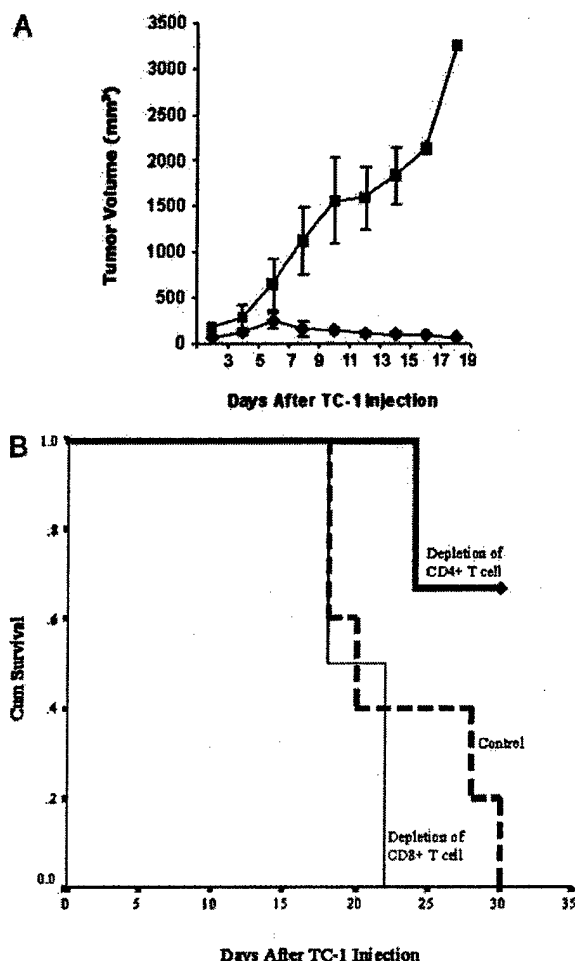 A
Tumor Volume (mm³)
3500
3000
2500
2000
1500
1000
500
0
3 5 7 9 11 13 15 17 19
Days After TC-1 Injection
B
Cum Survival
1.0
.8
.6
.4
.2
0.0
Depletion of
CD4+ T cell
Control
Depletion of
CD8+ T cell
0 5 10 15 20 25 30 35
Days After TC-1 Injection